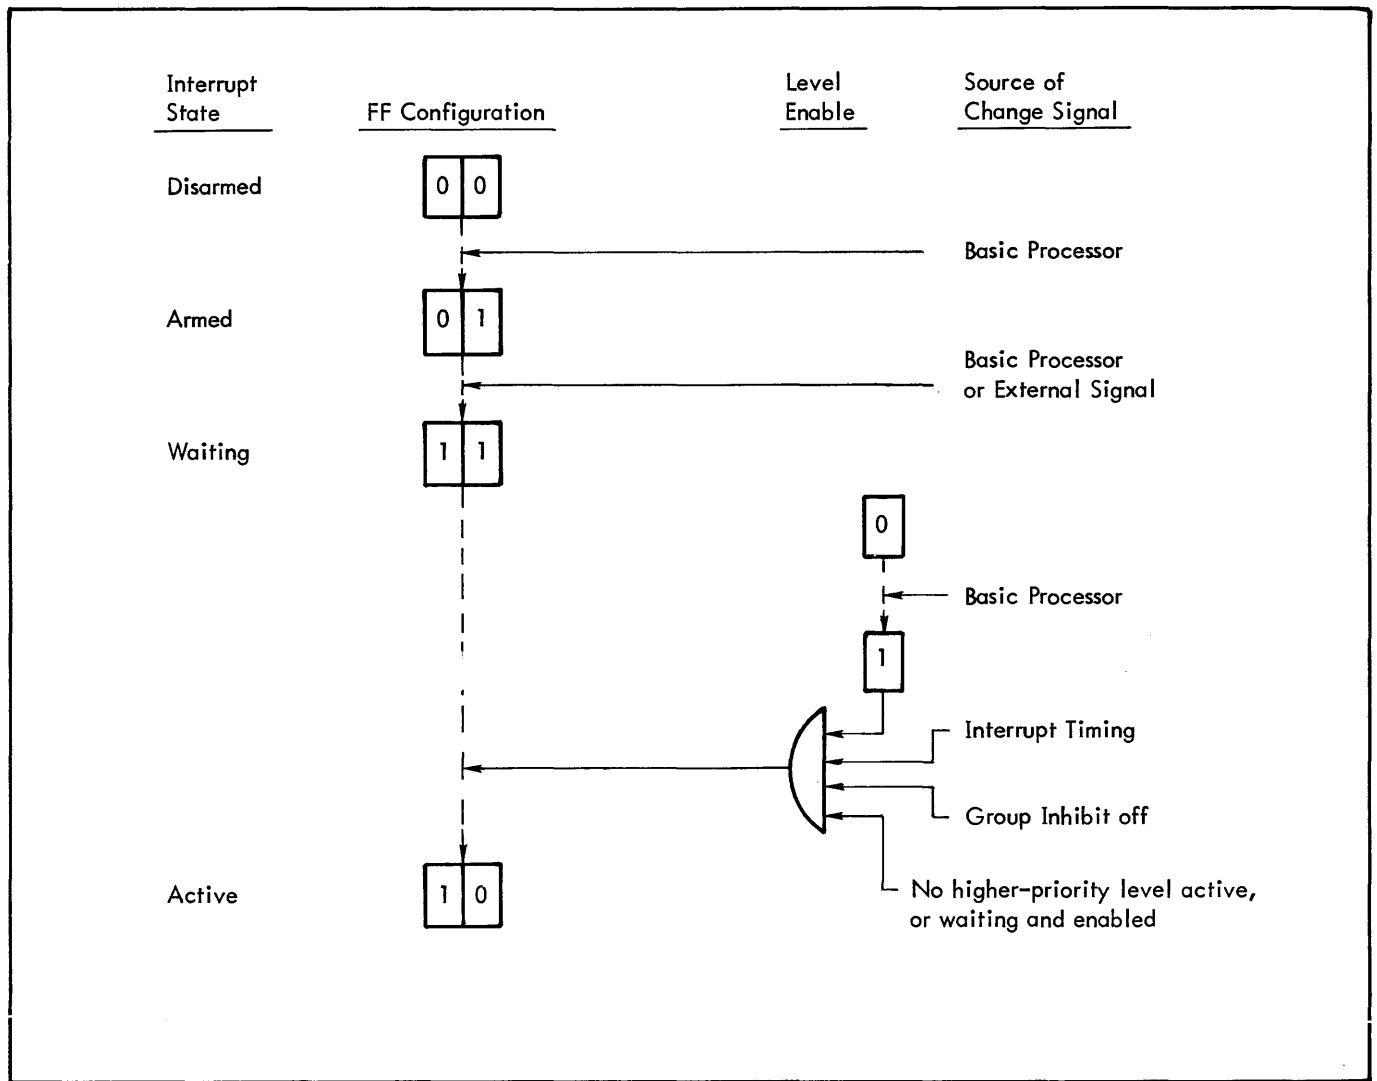 Interrupt
State
FF Configuration
Level
Enable
Source of
Change Signal
Disarmed
0 0
Basic Processor
Armed
0 1
Basic Processor
or External Signal
Waiting
1 1
0
Basic Processor
1
Interrupt Timing
Group Inhibit off
Active
1 0
No higher-priority level active,
or waiting and enabled